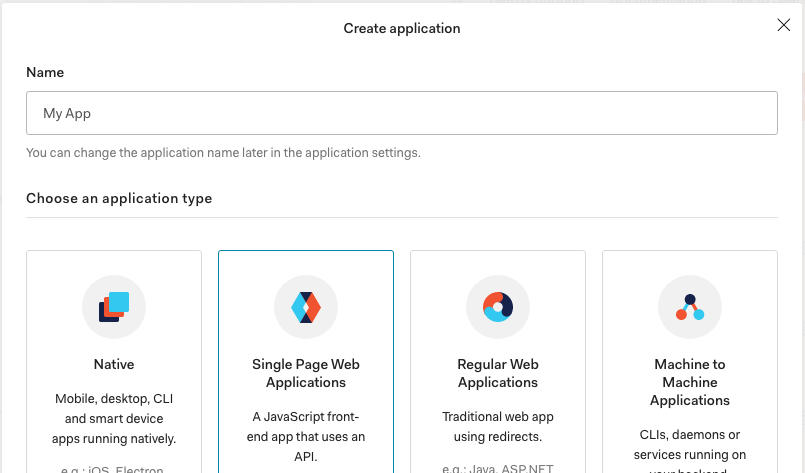 Create application
Name
My App
You can change the application name later in the application settings.
Choose an application type
Native
Mobile, desktop, CLI
and smart device
apps running natively.
e.g.: iOS, Electron
Single Page Web
Applications
A JavaScript front-
end app that uses an
API.
Regular Web
Applications
Traditional web app
using redirects.
e.g.: Java, ASP.NET
Machine to
Machine
Applications
CLIs, daemons or
services running on
your backend